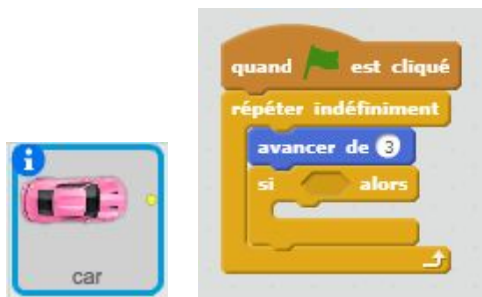 i
car
quand est cliqué
répéter indéfiniment
avancer de 3
si alors